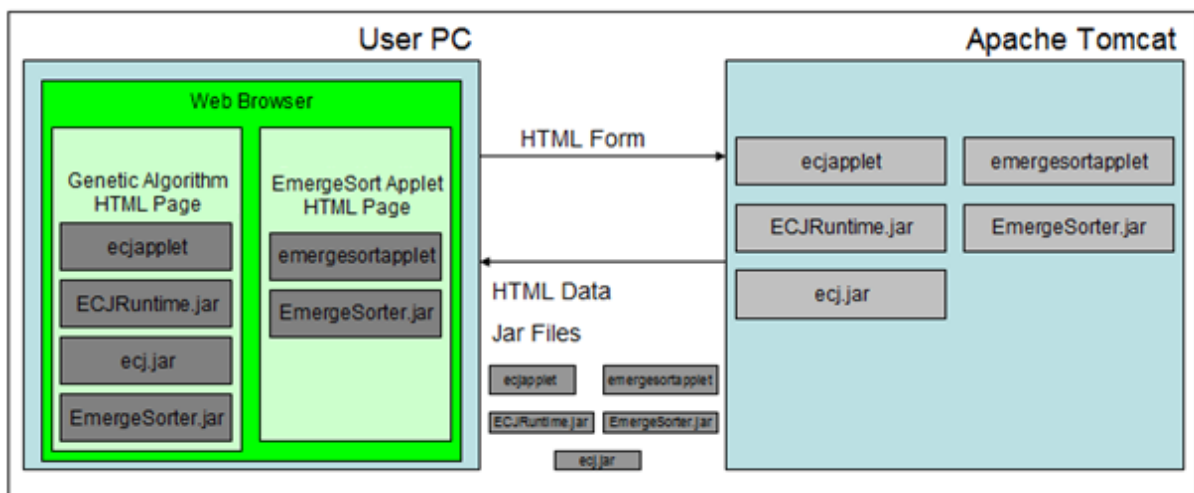 User PC
Apache Tomcat
Web Browser
Genetic Algorithm
HTML Page
ecjapplet
ECJRuntime.jar
ecj.jar
EmergeSorter.jar
EmergeSort Applet
HTML Page
emergesortapplet
EmergeSorter.jar
HTML Form
HTML Data
Jar Files
ecjapplet
emergesortapplet
ECJRuntime.jar
EmergeSorter.jar
ecj.jar
ecjapplet
emergesortapplet
ECJRuntime.jar
EmergeSorter.jar
ecj.jar